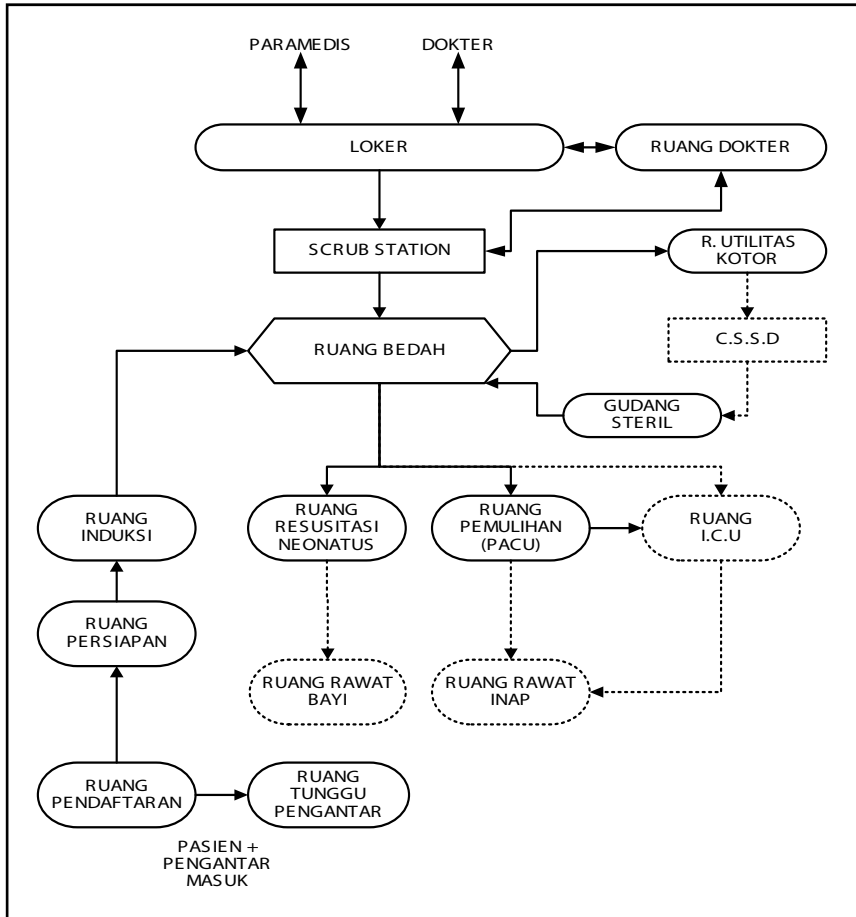 PARAMEDIS
DOKTER
LOKER
RUANG DOKTER
SCRUB STATION
R. UTILITAS
KOTOR
RUANG BEDAH
C.S.S.D
GUDANG
STERIL
RUANG
INDUKSI
RUANG
RESUSITASI
NEONATUS
RUANG
PEMULIHAN
(PACU)
RUANG
I.C.U
RUANG
PERSIAPAN
RUANG RAWAT
BAYI
RUANG RAWAT
INAP
RUANG
PENDAFTARAN
RUANG
TUNGGU
PENGANTAR
PASIEN +
PENGANTAR
MASUK